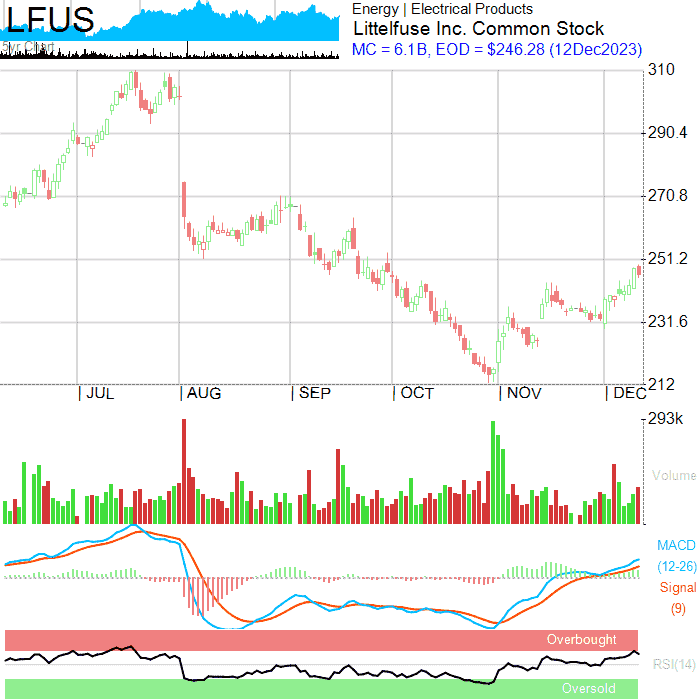 LFUS
5yr Chart
Energy | Electrical Products
Littelfuse Inc. Common Stock
MC = 6.1B, EOD = $246.28 (12Dec2023)
310
290.4
270.8
251.2
231.6
212
| JUL | AUG | SEP | OCT | NOV | DEC
293k
Volume
MACD
(12-26)
Signal
(9)
Overbought
RSI(14)
Oversold